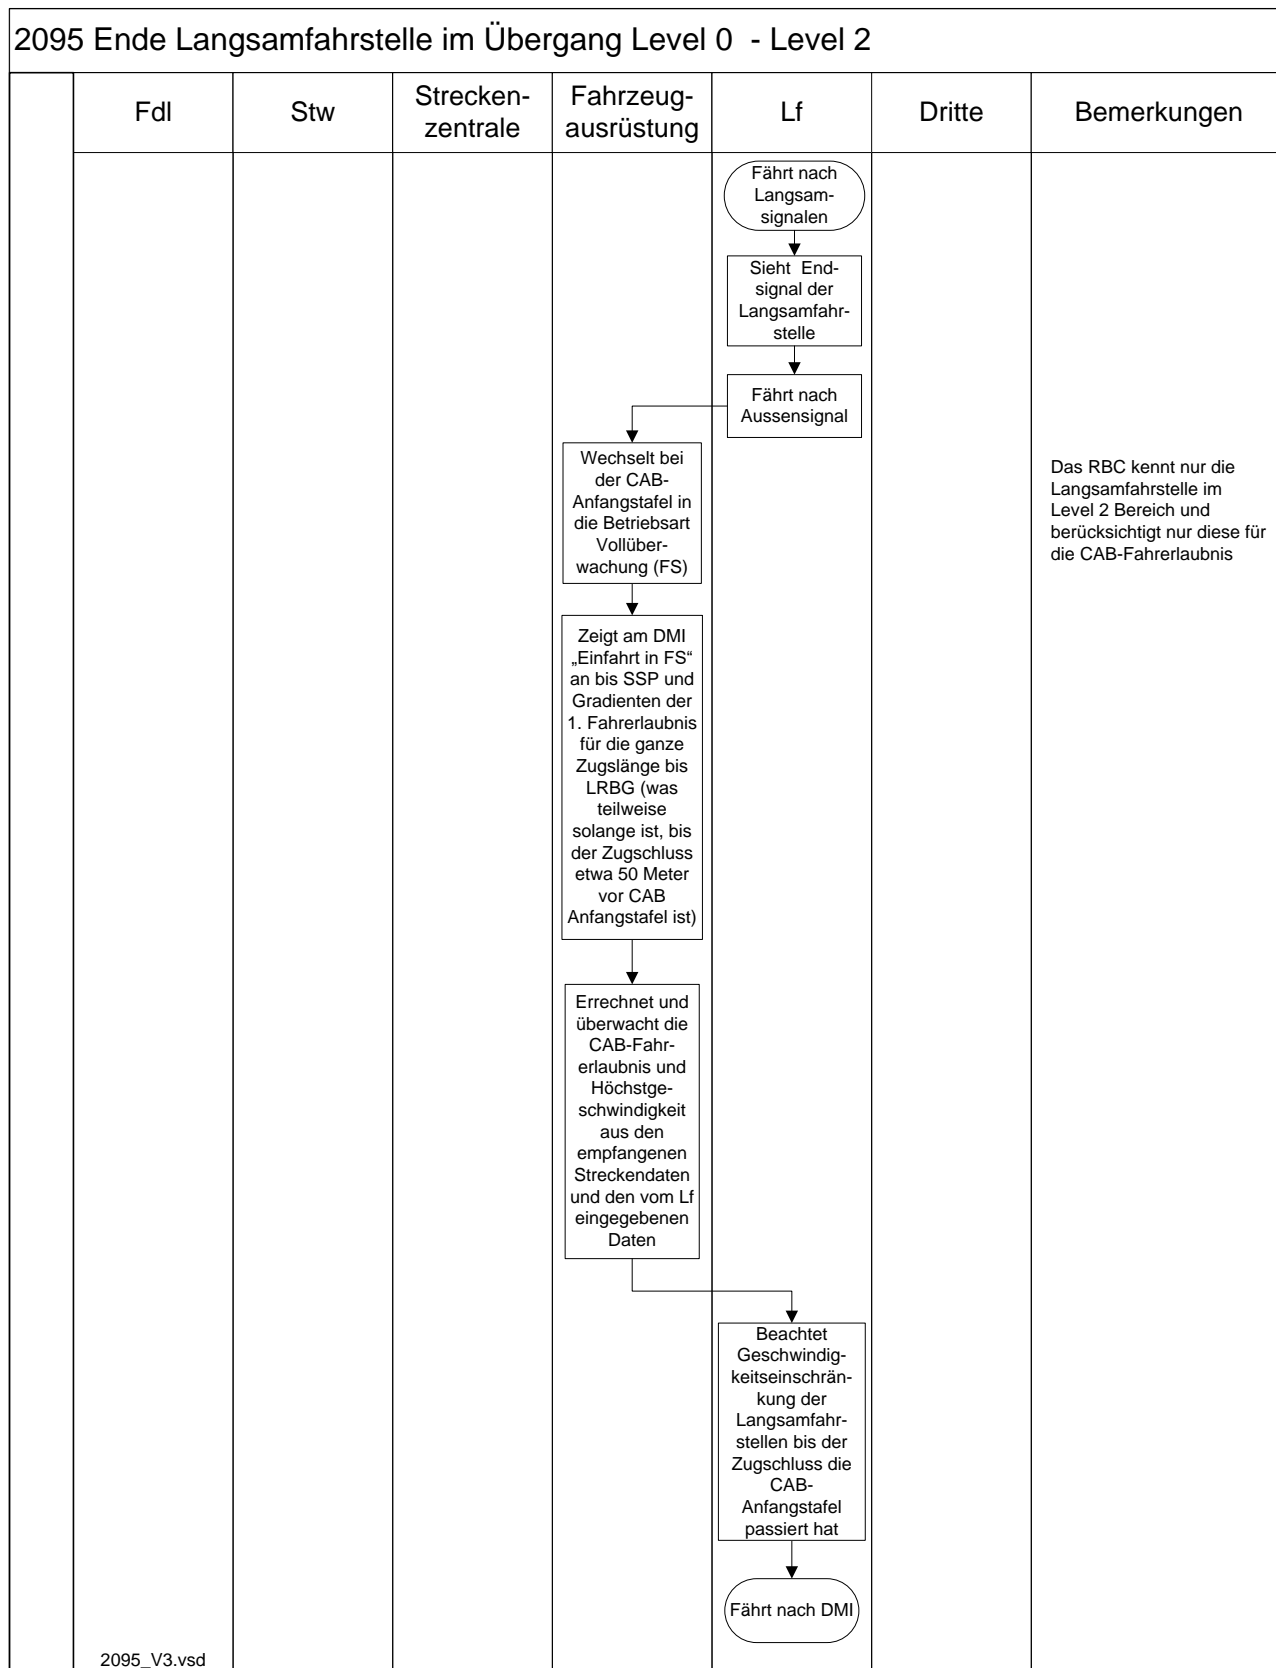 2095 Ende Langsamfahrstelle im Übergang Level 0 - Level 2
Fdl
Stw
Strecken-
zentrale
Fahrzeug-
ausrüstung
Lf
Dritte
Bemerkungen
Fährt nach
Langsam-
signalen
Sieht End-
signal der
Langsamfahr-
stelle
Fährt nach
Aussensignal
Wechselt bei
der CAB-
Anfangstafel in
die Betriebsart
Vollüber-
wachung (FS)
Das RBC kennt nur die
Langsamfahrstelle im
Level 2 Bereich und
berücksichtigt nur diese für
die CAB-Fahrerlaubnis
Zeigt am DMI
„Einfahrt in FS“
an bis SSP und
Gradienten der
1. Fahrerlaubnis
für die ganze
Zugslänge bis
LRBG (was
teilweise
solange ist, bis
der Zugschluss
etwa 50 Meter
vor CAB
Anfangstafel ist)
Errechnet und
überwacht die
CAB-Fahr-
erlaubnis und
Höchstge-
schwindigkeit
aus den
empfangenen
Streckendaten
und den vom Lf
eingegebenen
Daten
Beachtet
Geschwindig-
keitseinschrän-
kung der
Langsamfahr-
stellen bis der
Zugschluss die
CAB-
Anfangstafel
passiert hat
Fährt nach DMI
2095_V3.vsd